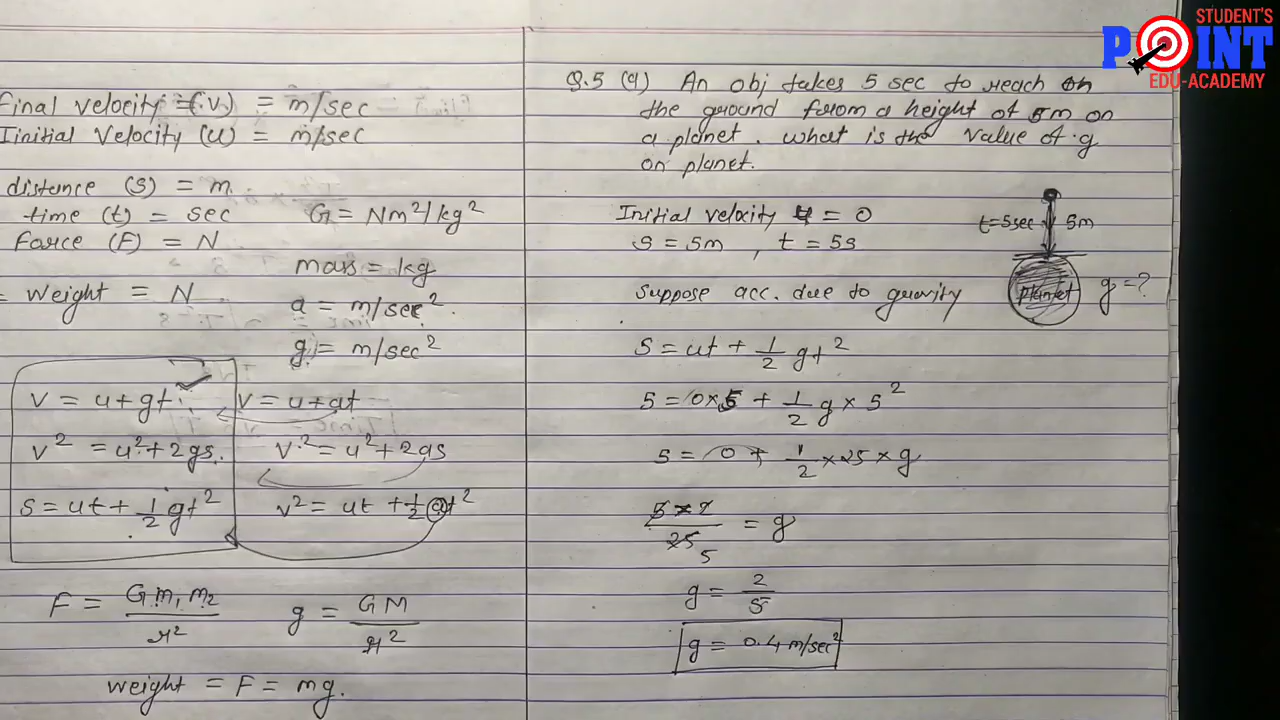 STUDENT'S
POINT
EDU-ACADEMY
final velocity (v) = m/sec
Iinitial velocity (u) = m/sec
distance (s) = m
time (t) = sec
G = Nm²/kg²
force (F) = N
mass = kg
= weight = N
a = m/sec².
g = m/sec²
v = u + gt
v = u + at
v² = u² + 2gs.
v² = u² + 2as
s = ut + 1/2 gt²
v² = ut + 1/2 at²
F = G m₁ m₂ / r²
g = GM / r²
weight = F = mg.
Q.5 (a) An obj takes 5 sec to reach on
the ground from a height of 5m on
a planet. what is the value of g
on planet.
Initial velocity u = 0
s = 5m , t = 5s
t=5sec 5m
planet g = ?
suppose acc. due to gravity
s = ut + 1/2 gt²
5 = 0×5 + 1/2 g × 5²
5 = 0 + 1/2 × 25 × g
5 × 2 / 25 5 = g
g = 2/5
g = 0.4 m/sec²